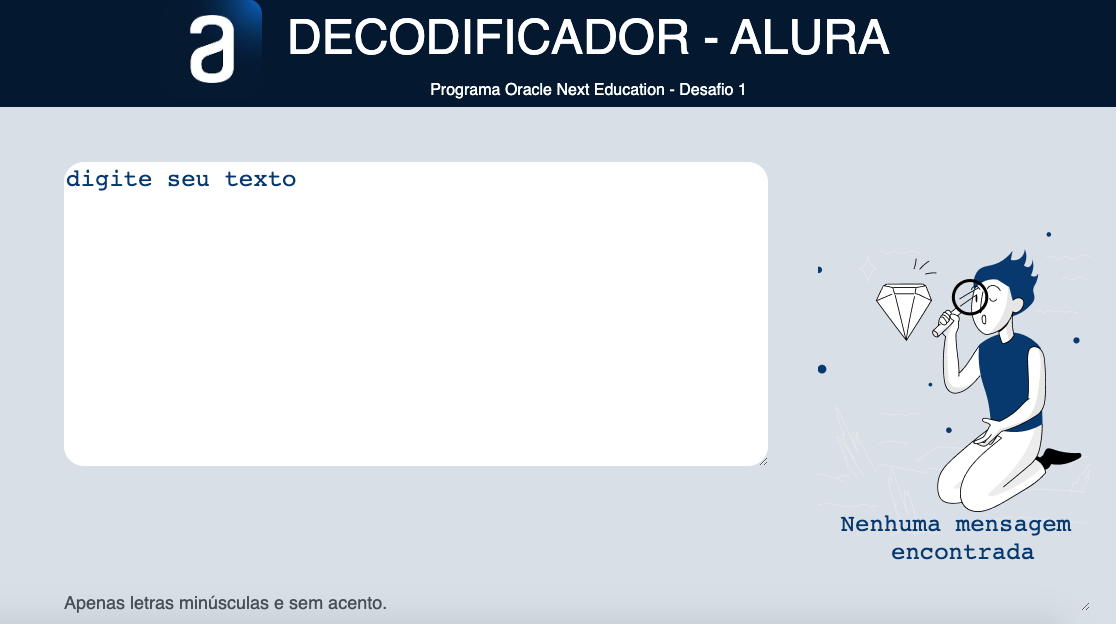 a
DECODIFICADOR - ALURA
Programa Oracle Next Education - Desafio 1
digite seu texto
Nenhuma mensagem
encontrada
Apenas letras minúsculas e sem acento.